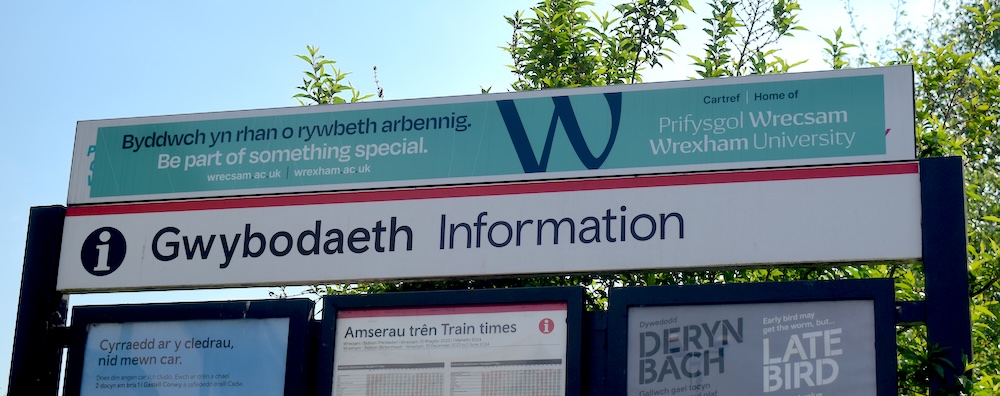 Byddwch yn rhan o rywbeth arbennig.
Be part of something special.
wrecsam.ac.uk | wrexham.ac.uk
W
Cartref | Home of
Prifysgol Wrecsam
Wrexham University
i Gwybodaeth Information
Cyrraedd ar y cledrau,
nid mewn car.
Amserau trên Train times i
Dywededd
DERYN
BACH
Early bird may
get the worm, but...
LATE
BIRD